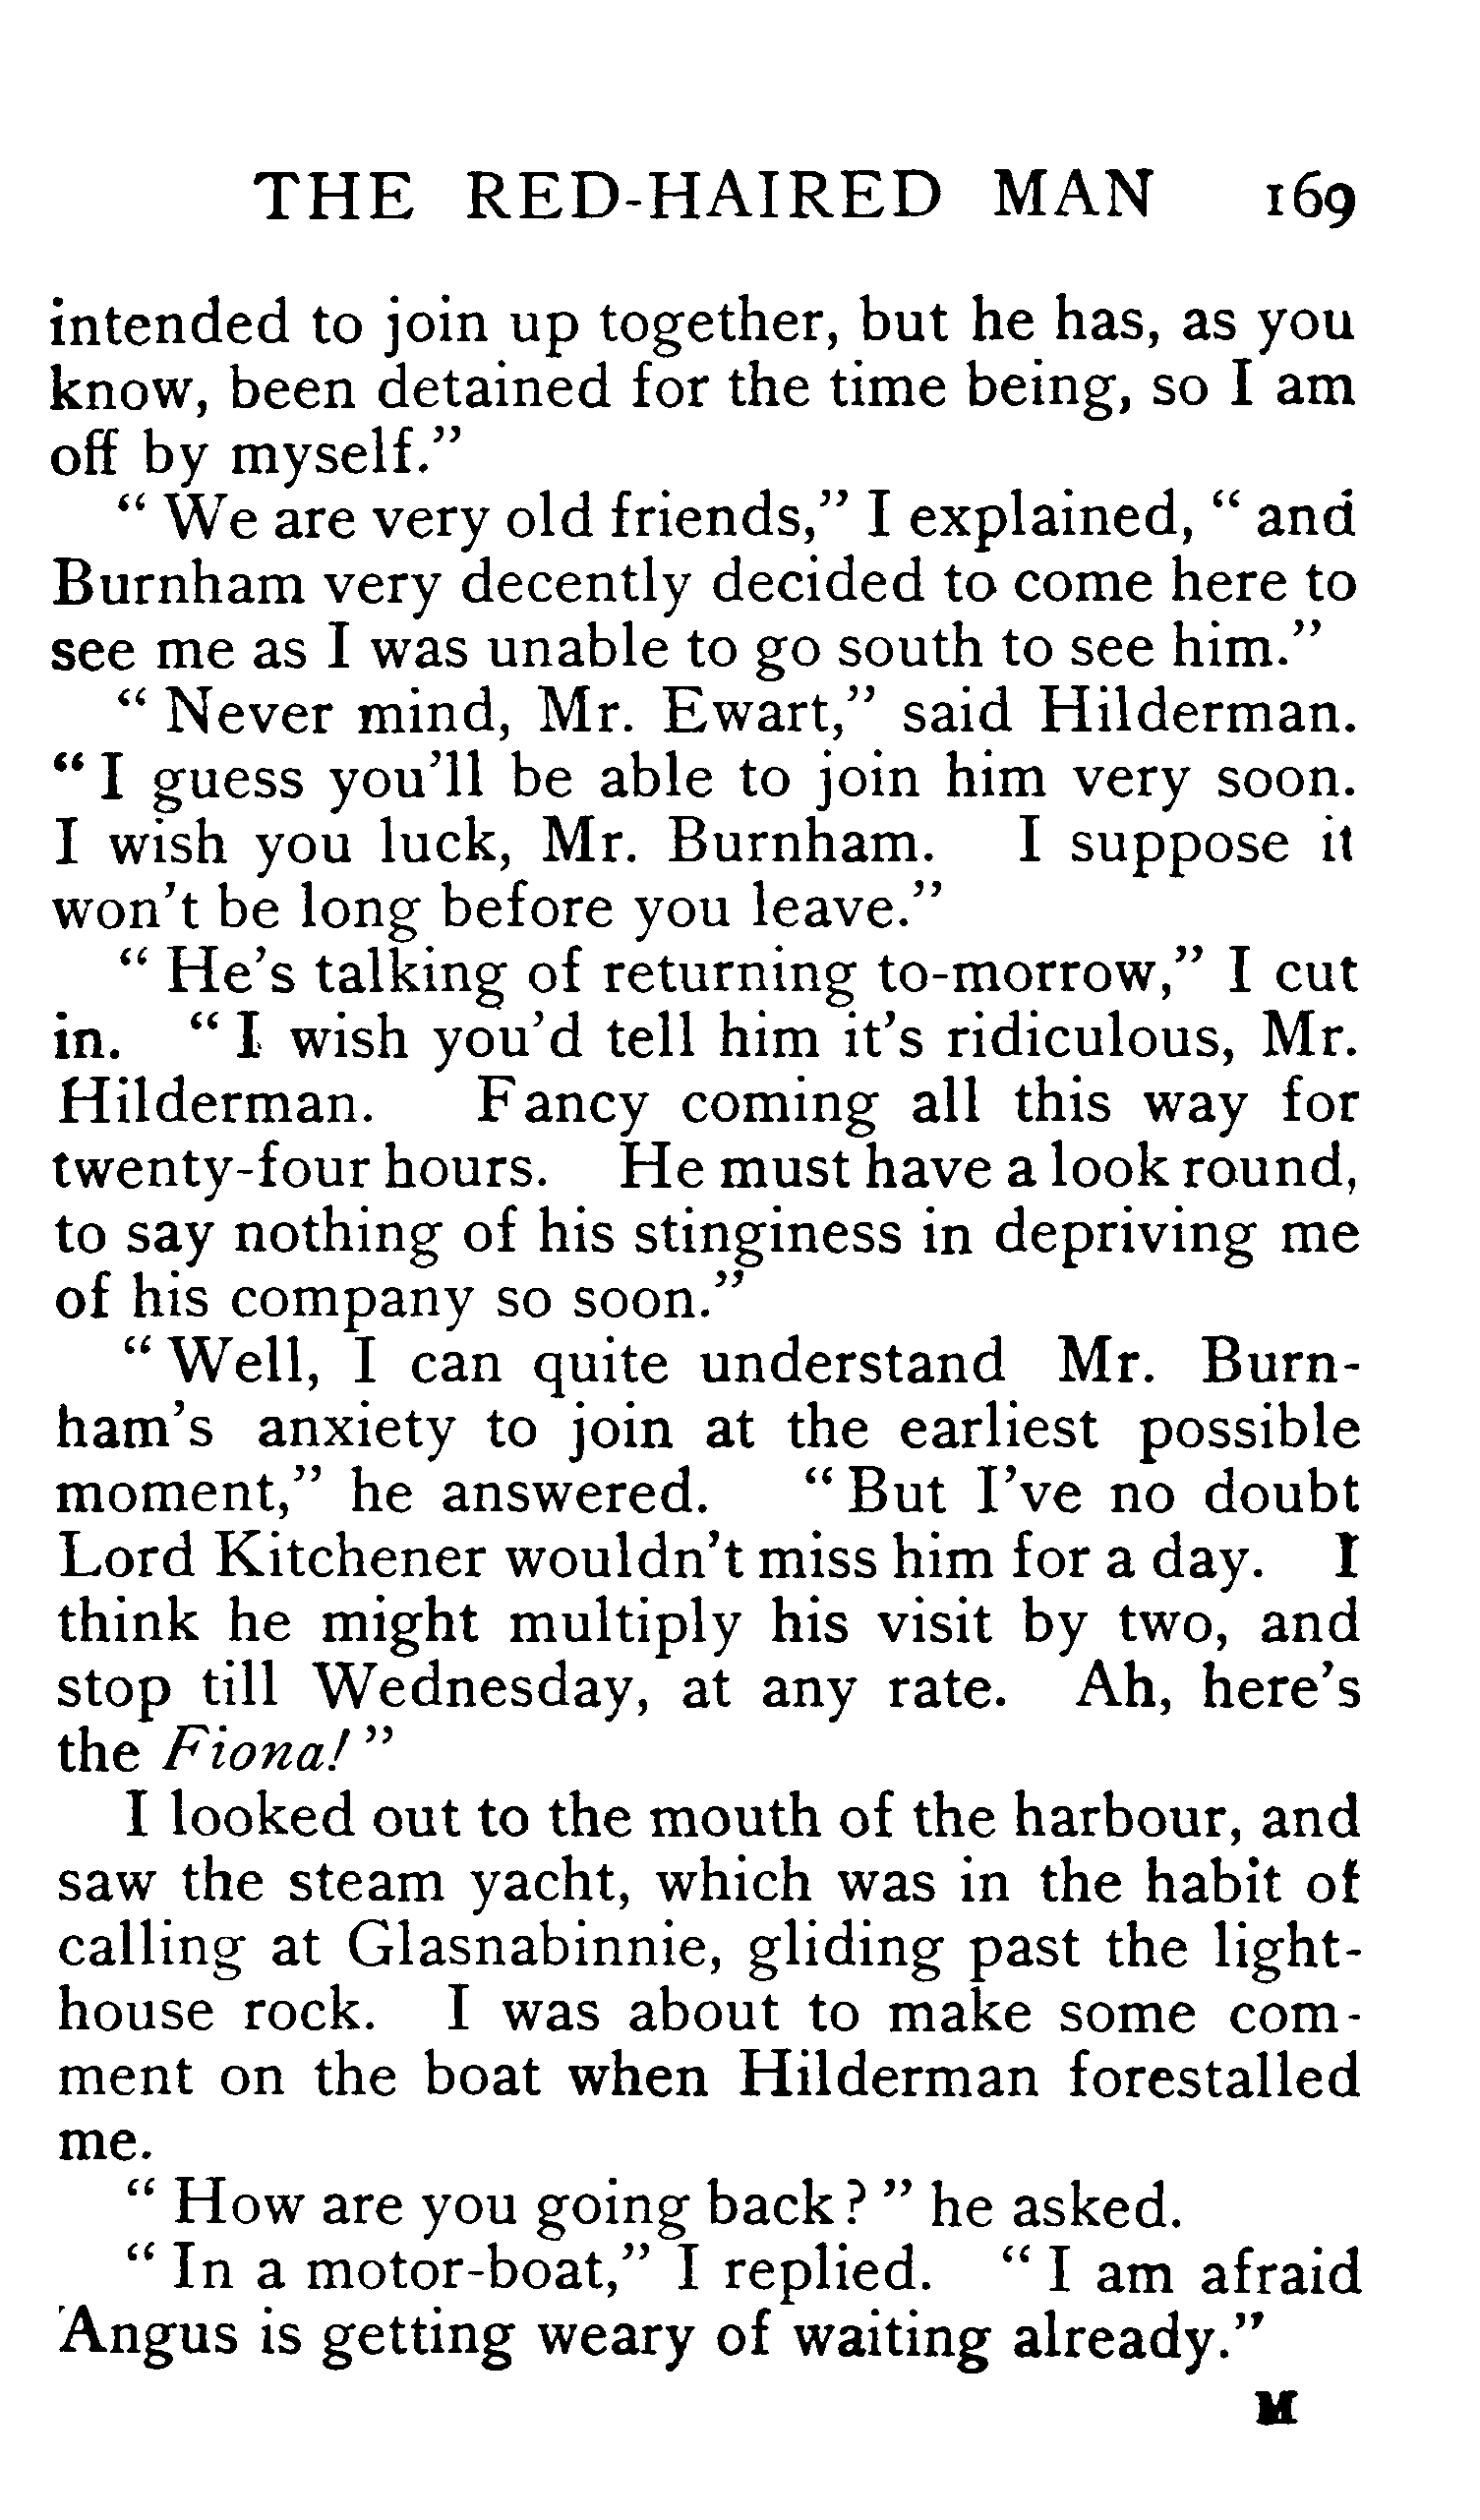 THE RED-HAIRED MAN 169
intended to join up together, but he has, as you
know, been detained for the time being, so I am
off by myself."
"We are very old friends," I explained, "and
Burnham very decently decided to come here to
see me as I was unable to go south to see him."
"Never mind, Mr. Ewart," said Hilderman.
"I guess you'll be able to join him very soon.
I wish you luck, Mr. Burnham. I suppose it
won't be long before you leave."
"He's talking of returning to-morrow," I cut
in. "I wish you'd tell him it's ridiculous, Mr.
Hilderman. Fancy coming all this way for
twenty-four hours. He must have a look round,
to say nothing of his stinginess in depriving me
of his company so soon."
"Well, I can quite understand Mr. Burn-
ham's anxiety to join at the earliest possible
moment," he answered. "But I've no doubt
Lord Kitchener wouldn't miss him for a day. I
think he might multiply his visit by two, and
stop till Wednesday, at any rate. Ah, here's
the Fiona!"
I looked out to the mouth of the harbour, and
saw the steam yacht, which was in the habit of
calling at Glasnabinnie, gliding past the light-
house rock. I was about to make some com-
ment on the boat when Hilderman forestalled
me.
"How are you going back?" he asked.
"In a motor-boat," I replied. "I am afraid
Angus is getting weary of waiting already."
M